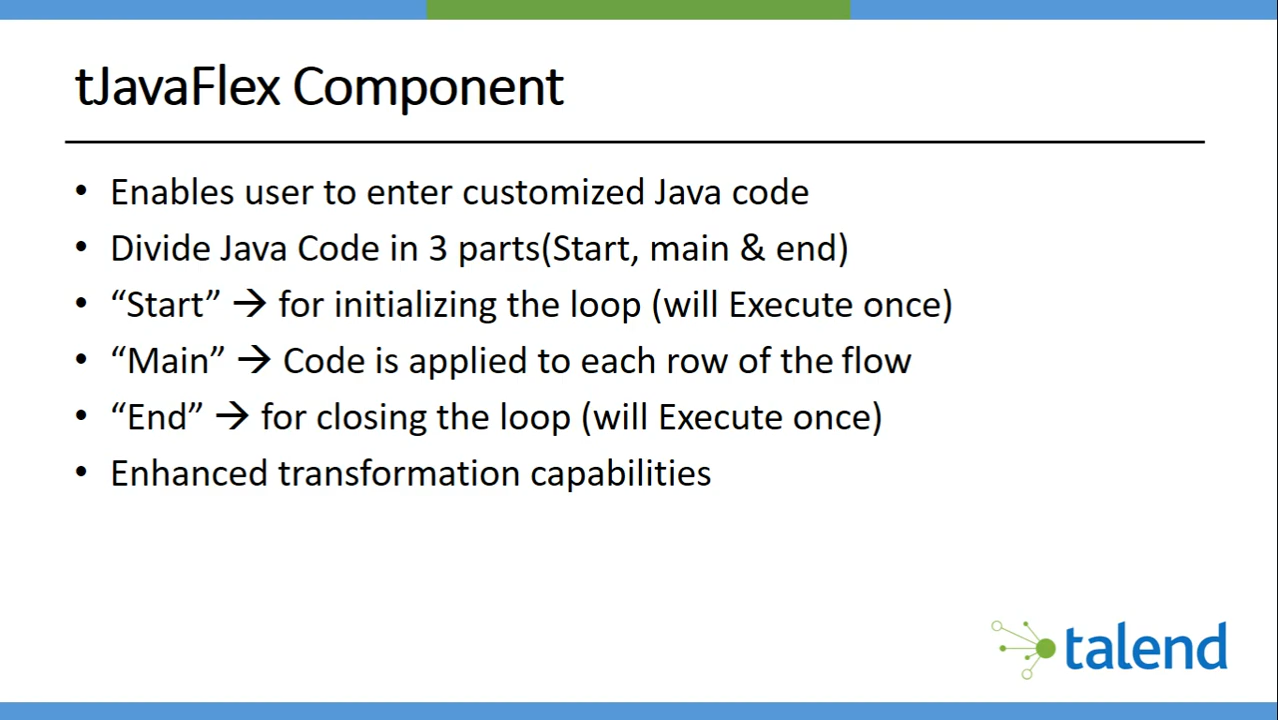 tJavaFlex Component
• Enables user to enter customized Java code
• Divide Java Code in 3 parts(Start, main & end)
• “Start” → for initializing the loop (will Execute once)
• “Main” → Code is applied to each row of the flow
• “End” → for closing the loop (will Execute once)
• Enhanced transformation capabilities
talend